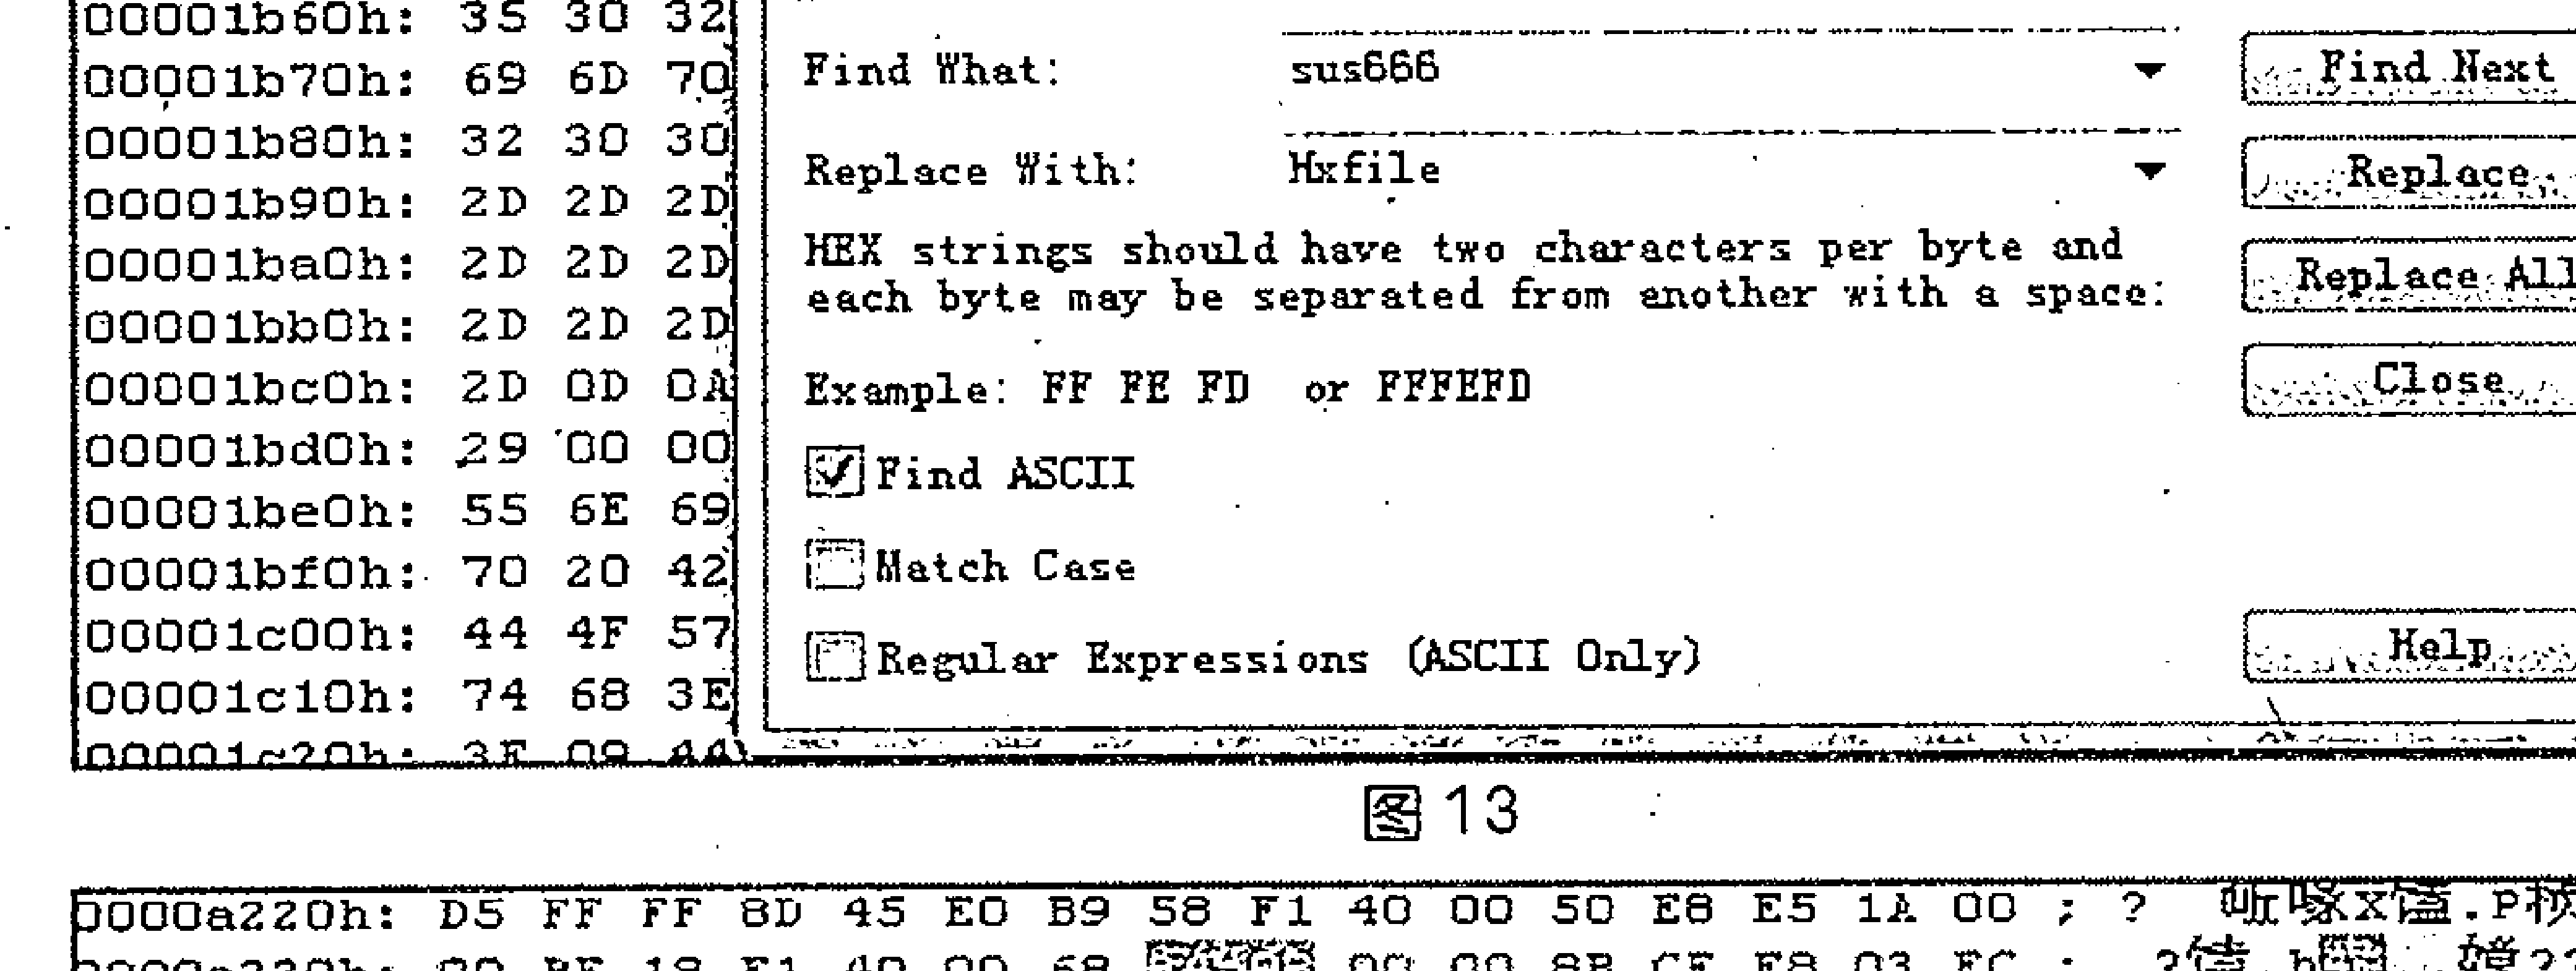 00001b60h: 35 30 32
00001b70h: 69 6D 70
00001b80h: 32 30 30
00001b90h: 2D 2D 2D
00001ba0h: 2D 2D 2D
00001bb0h: 2D 2D 2D
00001bc0h: 2D 0D 0A
00001bd0h: 29 00 00
00001be0h: 55 6E 69
00001bf0h: 70 20 42
00001c00h: 44 4F 57
00001c10h: 74 68 3E
00001c20h: 3E 09 44
Find What: sus666
Replace With: Hxfile
HEX strings should have two characters per byte and
each byte may be separated from another with a space:
Example: FF FE FD or FFFEFD
Find ASCII
Match Case
Regular Expressions (ASCII Only)
Find Next
Replace
Replace All
Close
Help
图 13
0000a220h: D5 FF FF 8D 45 E0 B9 58 F1 40 00 50 E8 E5 1A 00 ; ?